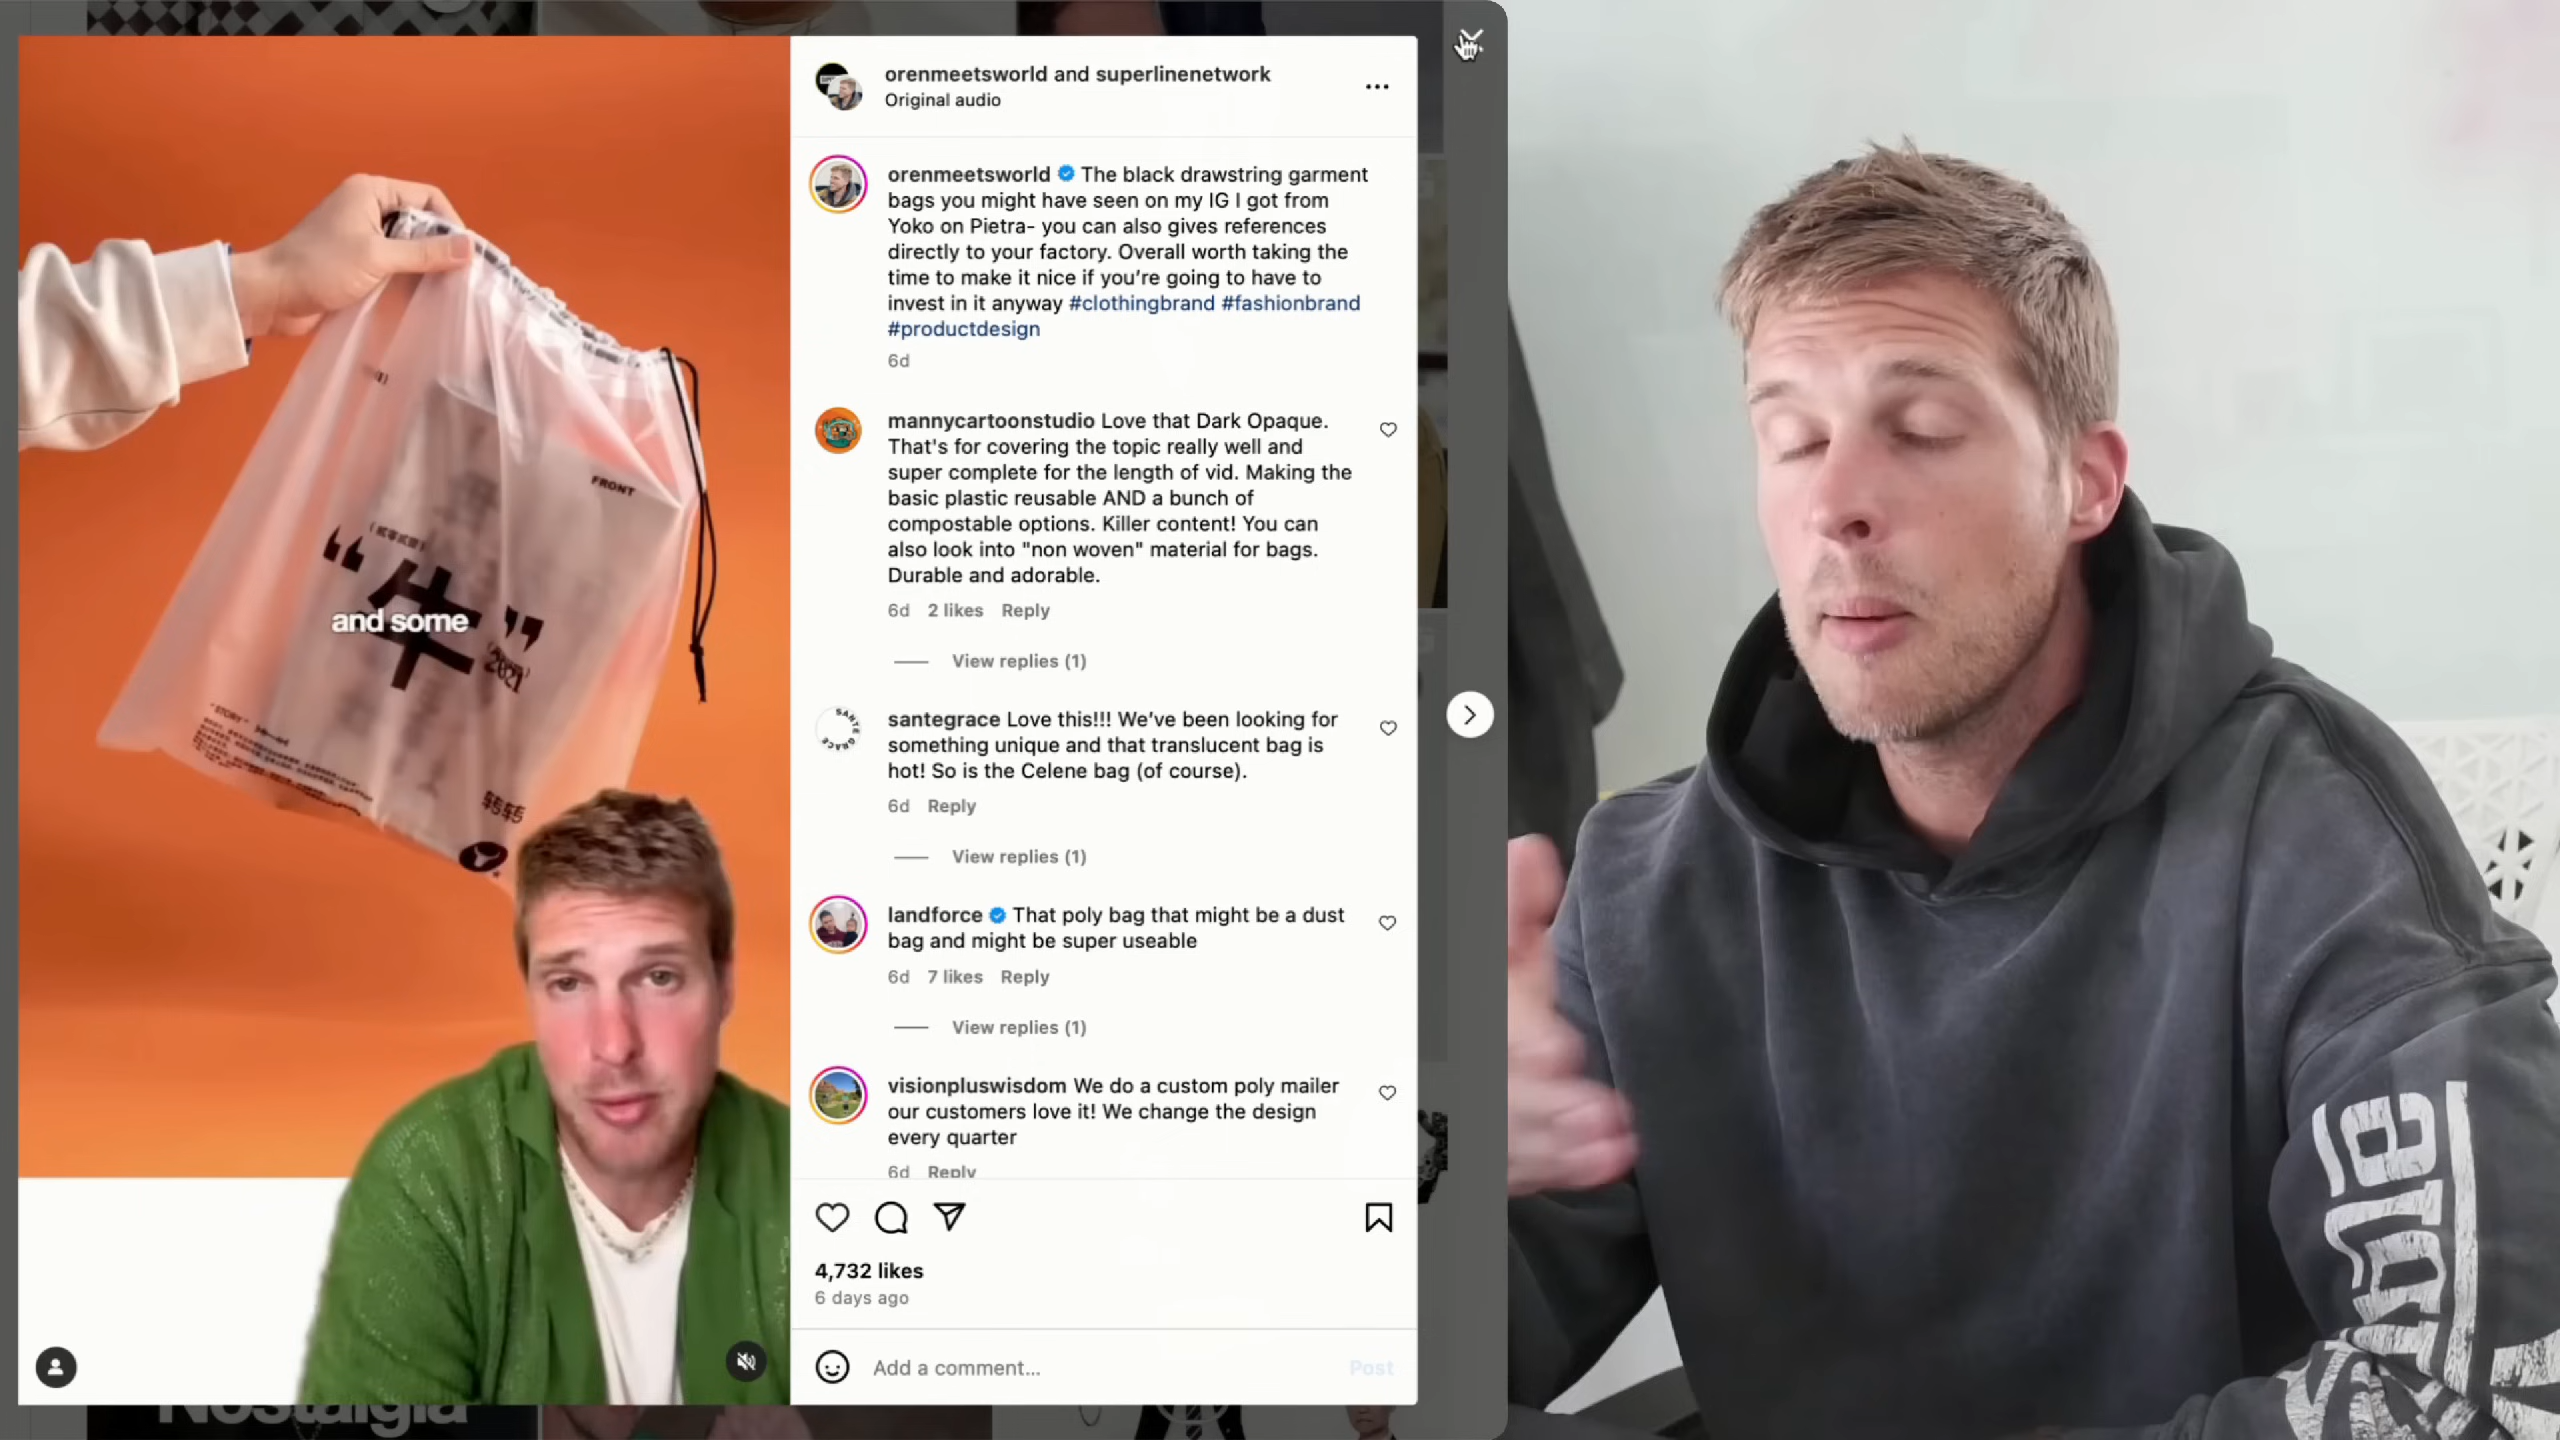 FRONT
“牛”
and some
2021
"STORY"
转转
orenmeetsworld and superlinenetwork
Original audio
orenmeetsworld The black drawstring garment
bags you might have seen on my IG I got from
Yoko on Pietra- you can also gives references
directly to your factory. Overall worth taking the
time to make it nice if you’re going to have to
invest in it anyway #clothingbrand #fashionbrand
#productdesign
6d
mannycartoonstudio Love that Dark Opaque.
That's for covering the topic really well and
super complete for the length of vid. Making the
basic plastic reusable AND a bunch of
compostable options. Killer content! You can
also look into "non woven" material for bags.
Durable and adorable.
6d 2 likes Reply
View replies (1)
SANTE GRACE
santegrace Love this!!! We’ve been looking for
something unique and that translucent bag is
hot! So is the Celene bag (of course).
6d Reply
View replies (1)
landforce That poly bag that might be a dust
bag and might be super useable
6d 7 likes Reply
View replies (1)
visionpluswisdom We do a custom poly mailer
our customers love it! We change the design
every quarter
6d Reply
4,732 likes
6 days ago
Add a comment...
Post
Nostalgia